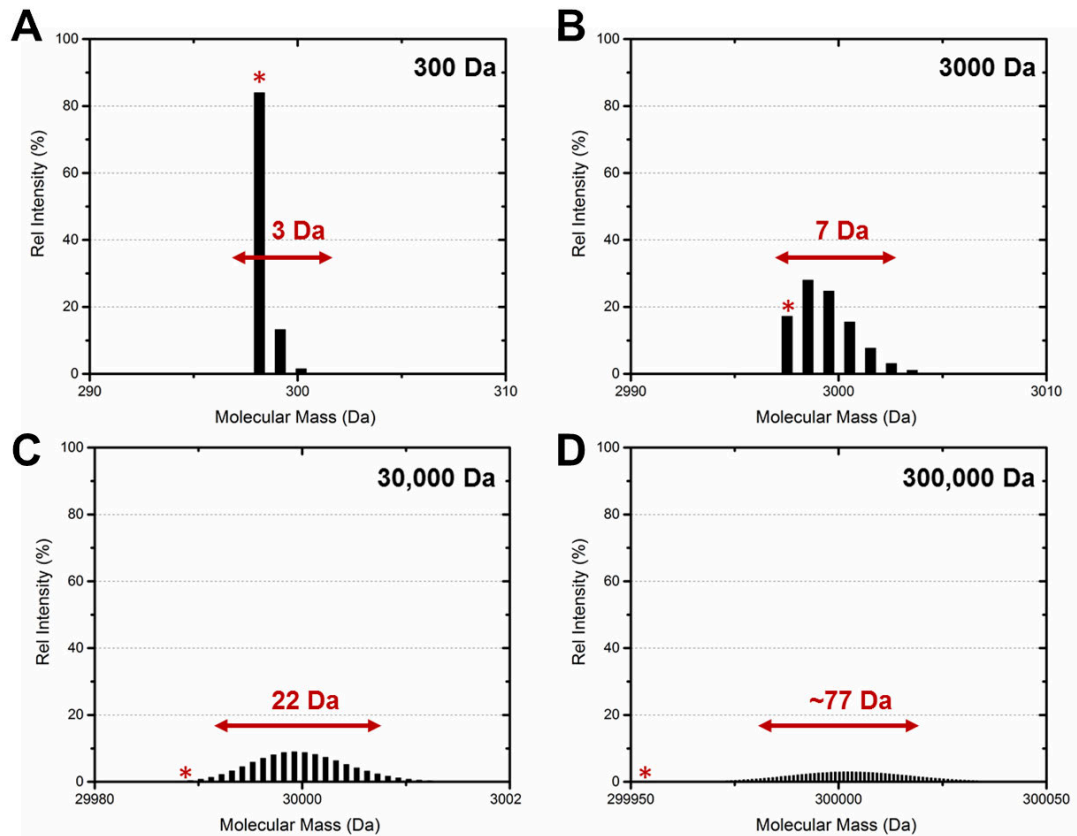 A
300 Da
*
3 Da
100
80
60
40
20
0
Rel Intensity (%)
290
300
310
Molecular Mass (Da)
B
3000 Da
7 Da
*
100
80
60
40
20
0
Rel Intensity (%)
2990
3000
3010
Molecular Mass (Da)
C
30,000 Da
22 Da
*
100
80
60
40
20
0
Rel Intensity (%)
29980
30000
3002
Molecular Mass (Da)
D
300,000 Da
~77 Da
*
100
80
60
40
20
0
Rel Intensity (%)
299950
300000
300050
Molecular Mass (Da)